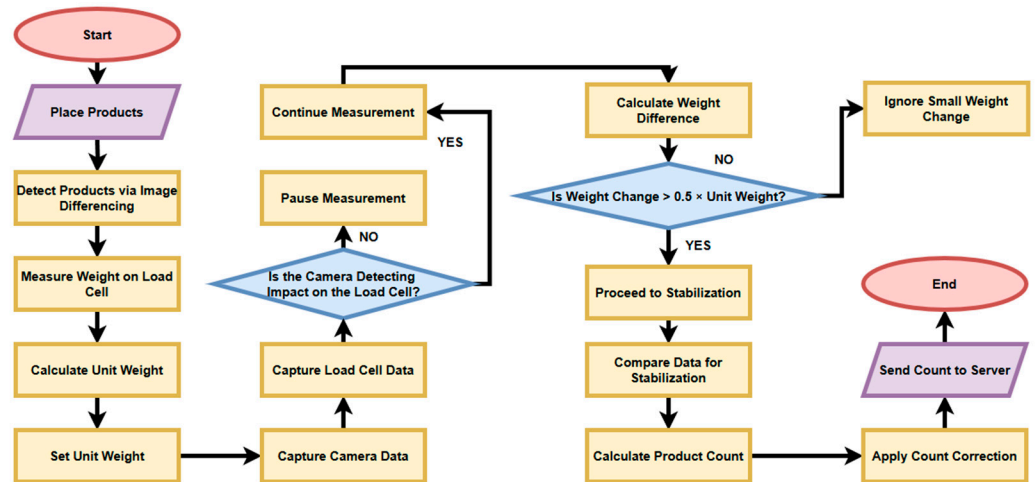 Start
Place Products
Detect Products via Image
Differencing
Measure Weight on Load
Cell
Calculate Unit Weight
Set Unit Weight
Capture Camera Data
Capture Load Cell Data
Is the Camera Detecting
Impact on the Load Cell?
NO
Pause Measurement
YES
Continue Measurement
Calculate Weight
Difference
Is Weight Change > 0.5 × Unit Weight?
NO
Ignore Small Weight
Change
YES
Proceed to Stabilization
Compare Data for
Stabilization
Calculate Product Count
Apply Count Correction
Send Count to Server
End